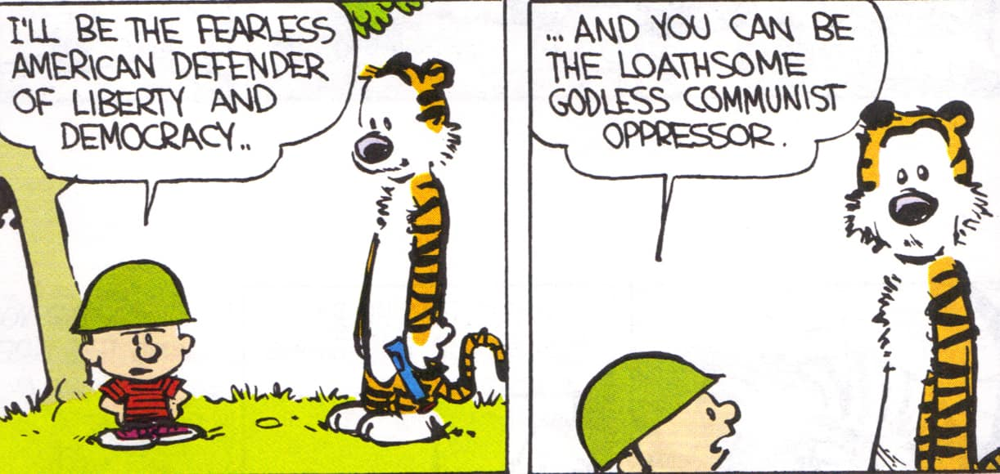 I'LL BE THE FEARLESS
AMERICAN DEFENDER
OF LIBERTY AND
DEMOCRACY..
... AND YOU CAN BE
THE LOATHSOME
GODLESS COMMUNIST
OPPRESSOR.